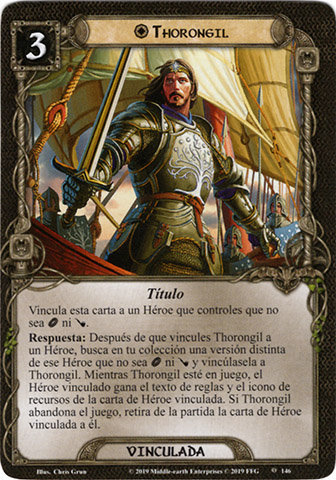 3
THORONGIL
Título
Vincula esta carta a un Héroe que controles que no
sea ni .
Respuesta: Después de que vincules Thorongil a
un Héroe, busca en tu colección una versión distinta
de ese Héroe que no sea ni y vincúlasela a
Thorongil. Mientras Thorongil esté en juego, el
Héroe vinculado gana el texto de reglas y el icono de
recursos de la carta de Héroe vinculada. Si Thorongil
abandona el juego, retira de la partida la carta de Héroe
vinculada a él.
VINCULADA
Illus. Chris Grun
© 2019 Middle-earth Enterprises © 2019 FFG
146